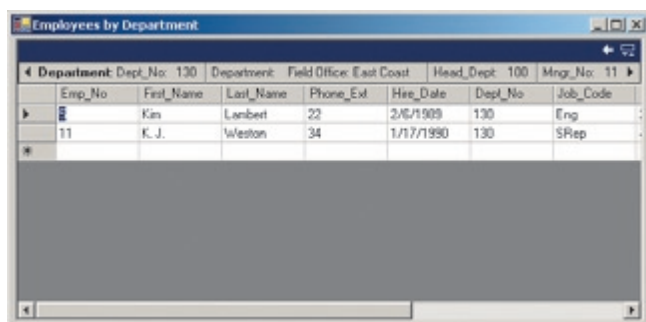 Employees by Department
Department: Dept_No: 130 Department: Field Office: East Coast Head_Dept: 100 Mngr_No: 11
Emp_No First_Name Last_Name Phone_Ext Hire_Date Dept_No Job_Code
Kim Lambert 22 2/6/1989 130 Eng
11 K. J. Weston 34 1/17/1990 130 SRep